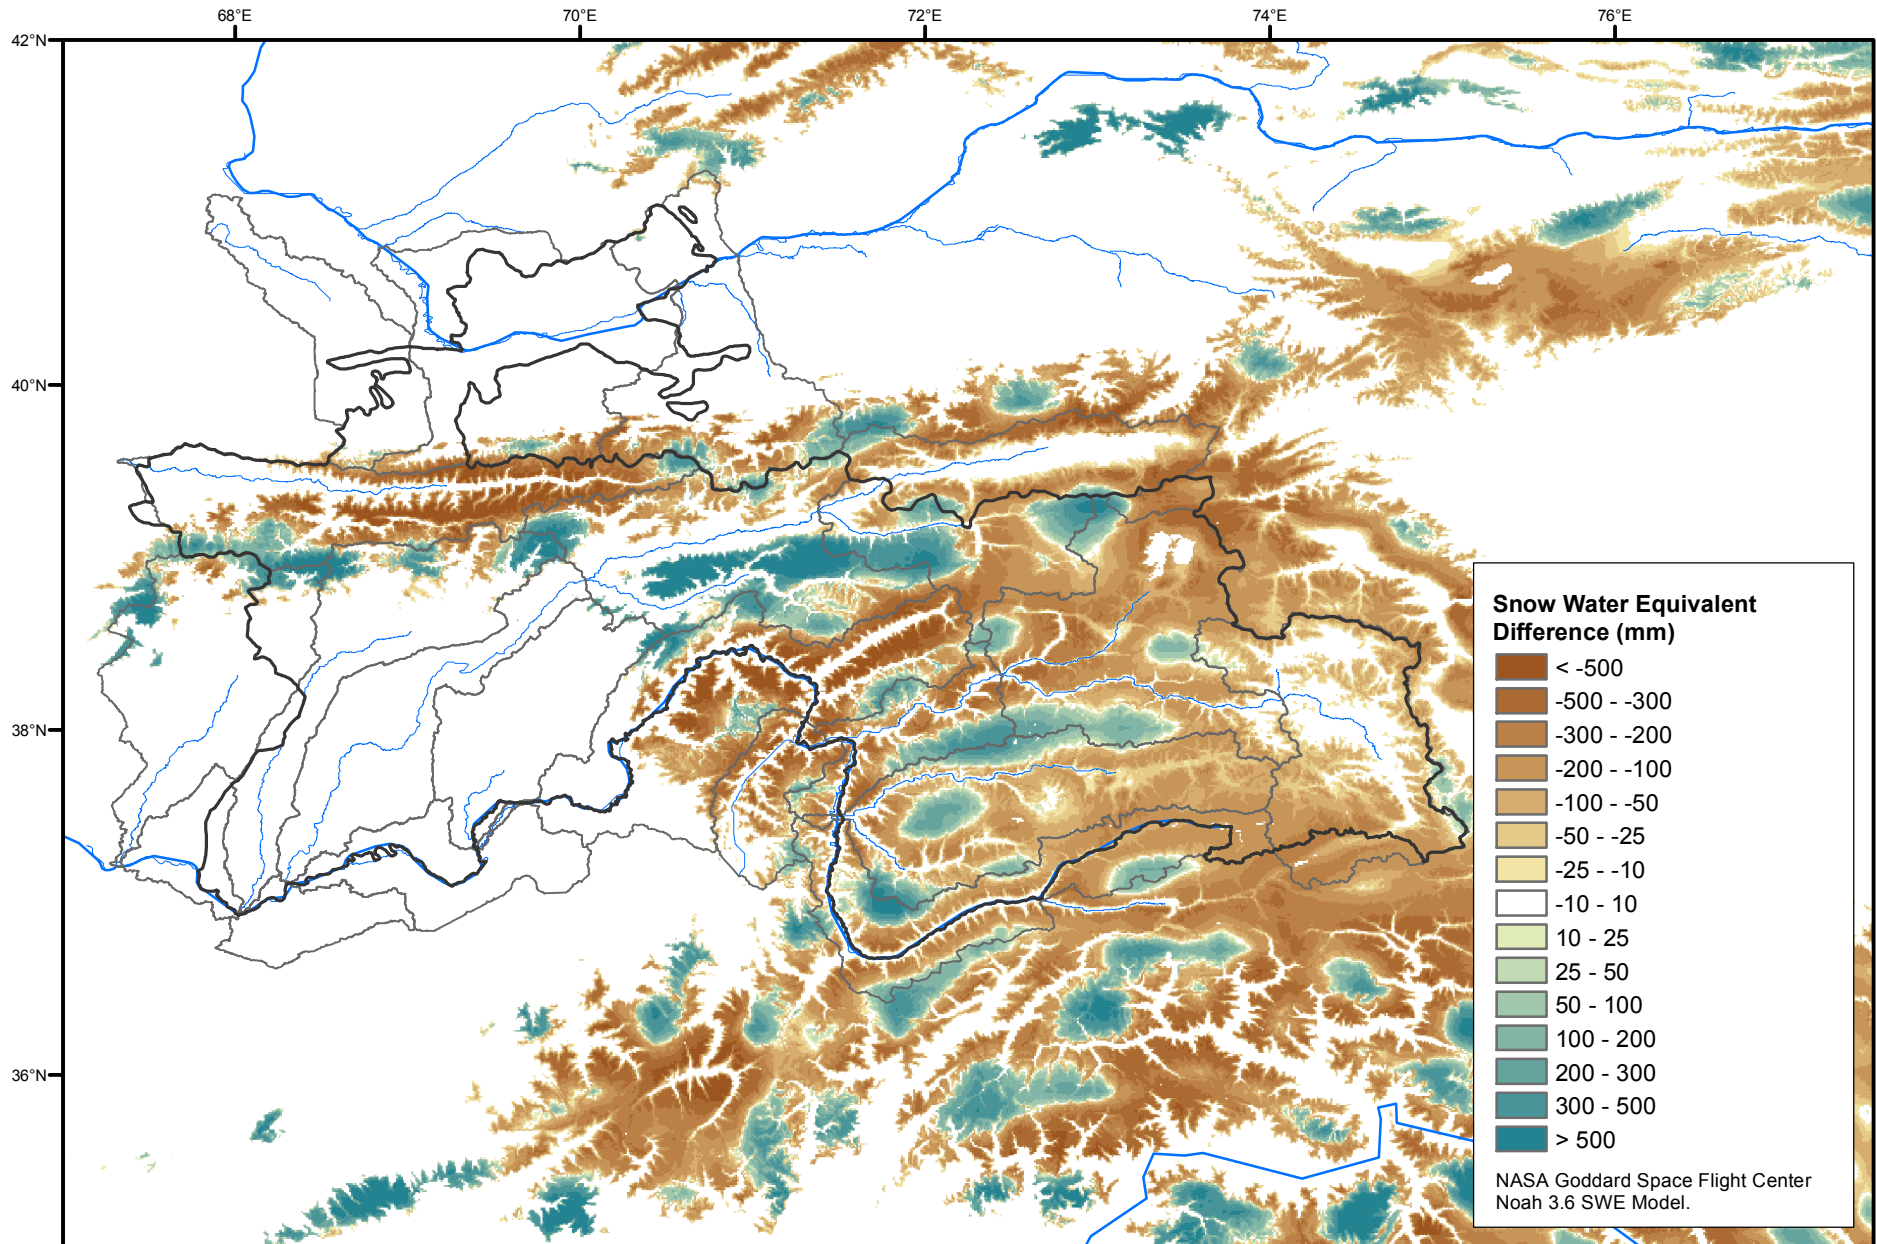 68°E
70°E
72°E
74°E
76°E
42°N
40°N
38°N
36°N
Snow Water Equivalent
Difference (mm)
< -500
-500 - -300
-300 - -200
-200 - -100
-100 - -50
-50 - -25
-25 - -10
-10 - 10
10 - 25
25 - 50
50 - 100
100 - 200
200 - 300
300 - 500
> 500
NASA Goddard Space Flight Center
Noah 3.6 SWE Model.